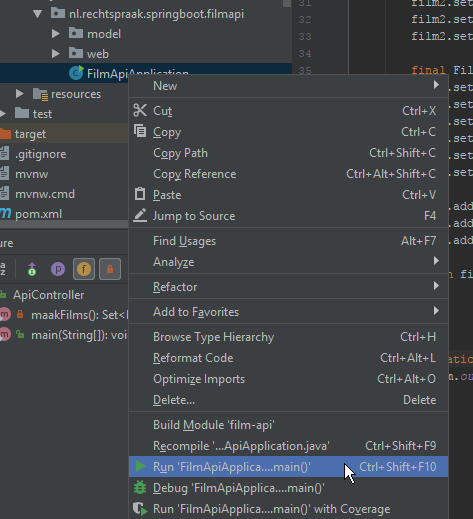 nl.rechtspraak.springboot.filmapi
model
web
FilmApiApplication
resources
test
target
.gitignore
mvnw
mvnw.cmd
pom.xml
ApiController
maakFilms(): Set<
main(String[]): voi
31
32 film2.set
33 film2.set
34
35 final Fil
.set
.set
.set
.set
.set
.set
.add
.add
.add
n fi
atic
m.ou
New
Cut Ctrl+X
Copy Ctrl+C
Copy Path Ctrl+Shift+C
Copy Reference Ctrl+Alt+Shift+C
Paste Ctrl+V
Jump to Source F4
Find Usages Alt+F7
Analyze
Refactor
Add to Favorites
Browse Type Hierarchy Ctrl+H
Reformat Code Ctrl+Alt+L
Optimize Imports Ctrl+Alt+O
Delete... Delete
Build Module 'film-api'
Recompile '...ApiApplication.java' Ctrl+Shift+F9
Run 'FilmApiApplica....main()' Ctrl+Shift+F10
Debug 'FilmApiApplica....main()'
Run 'FilmApiApplica....main()' with Coverage